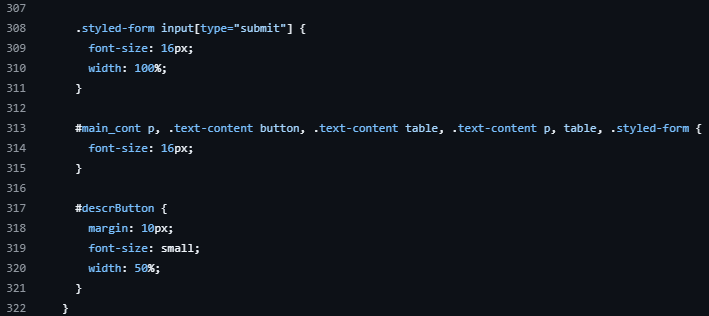 307
308 .styled-form input[type="submit"] {
309 font-size: 16px;
310 width: 100%;
311 }
312
313 #main_cont p, .text-content button, .text-content table, .text-content p, table, .styled-form {
314 font-size: 16px;
315 }
316
317 #descrButton {
318 margin: 10px;
319 font-size: small;
320 width: 50%;
321 }
322 }